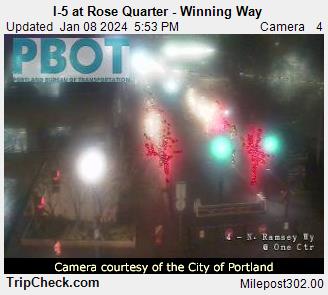 I-5 at Rose Quarter - Winning Way
Updated Jan 08 2024 5:53 PM Camera 4
PBOT
PORTLAND BUREAU OF TRANSPORTATION
4 - N. Ramsey Wy
@ One Ctr
Camera courtesy of the City of Portland
TripCheck.com Milepost302.00